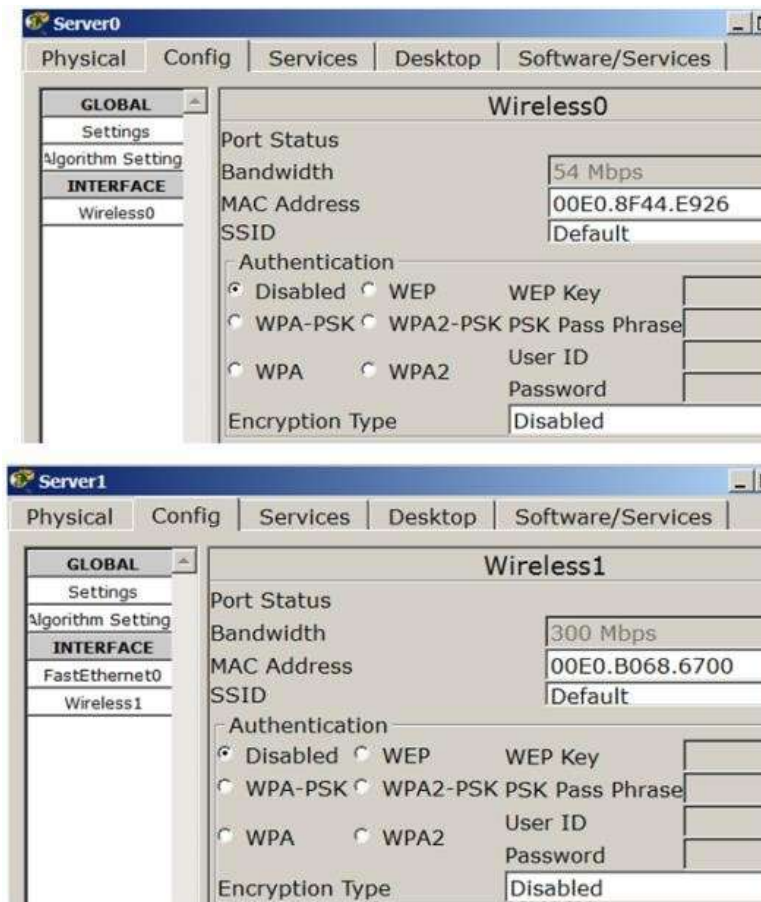 Server0
Physical Config Services Desktop Software/Services
GLOBAL
Settings
Algorithm Setting
INTERFACE
Wireless0
Wireless0
Port Status
Bandwidth 54 Mbps
MAC Address 00E0.8F44.E926
SSID Default
Authentication
Disabled WEP WEP Key
WPA-PSK WPA2-PSK PSK Pass Phrase
WPA WPA2 User ID
Password
Encryption Type Disabled
Server1
Physical Config Services Desktop Software/Services
GLOBAL
Settings
Algorithm Setting
INTERFACE
FastEthernet0
Wireless1
Wireless1
Port Status
Bandwidth 300 Mbps
MAC Address 00E0.B068.6700
SSID Default
Authentication
Disabled WEP WEP Key
WPA-PSK WPA2-PSK PSK Pass Phrase
WPA WPA2 User ID
Password
Encryption Type Disabled